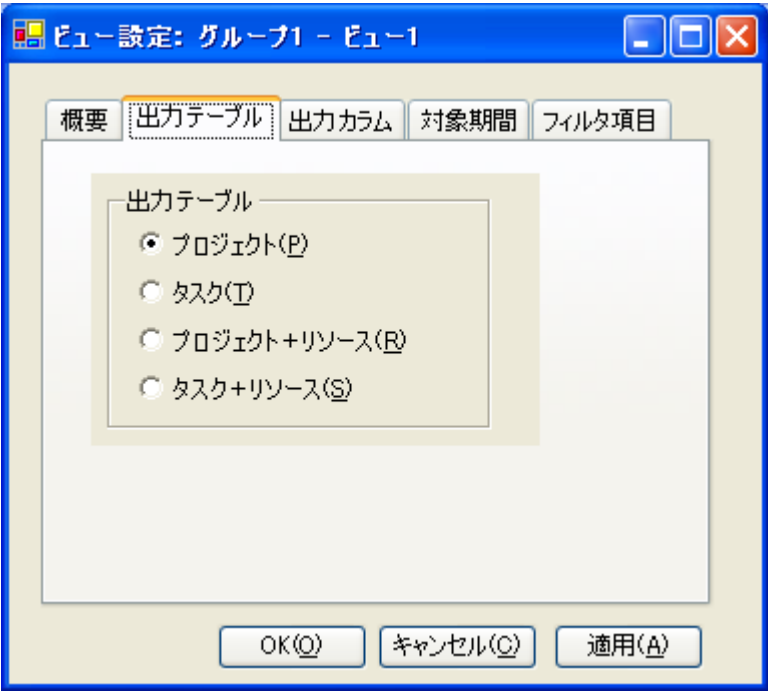 ビュー設定: グループ1 - ビュー1
概要 出力テーブル 出力カラム 対象期間 フィルタ項目
出力テーブル
プロジェクト(P)
タスク(T)
プロジェクト+リソース(R)
タスク+リソース(S)
OK(O) キャンセル(C) 適用(A)